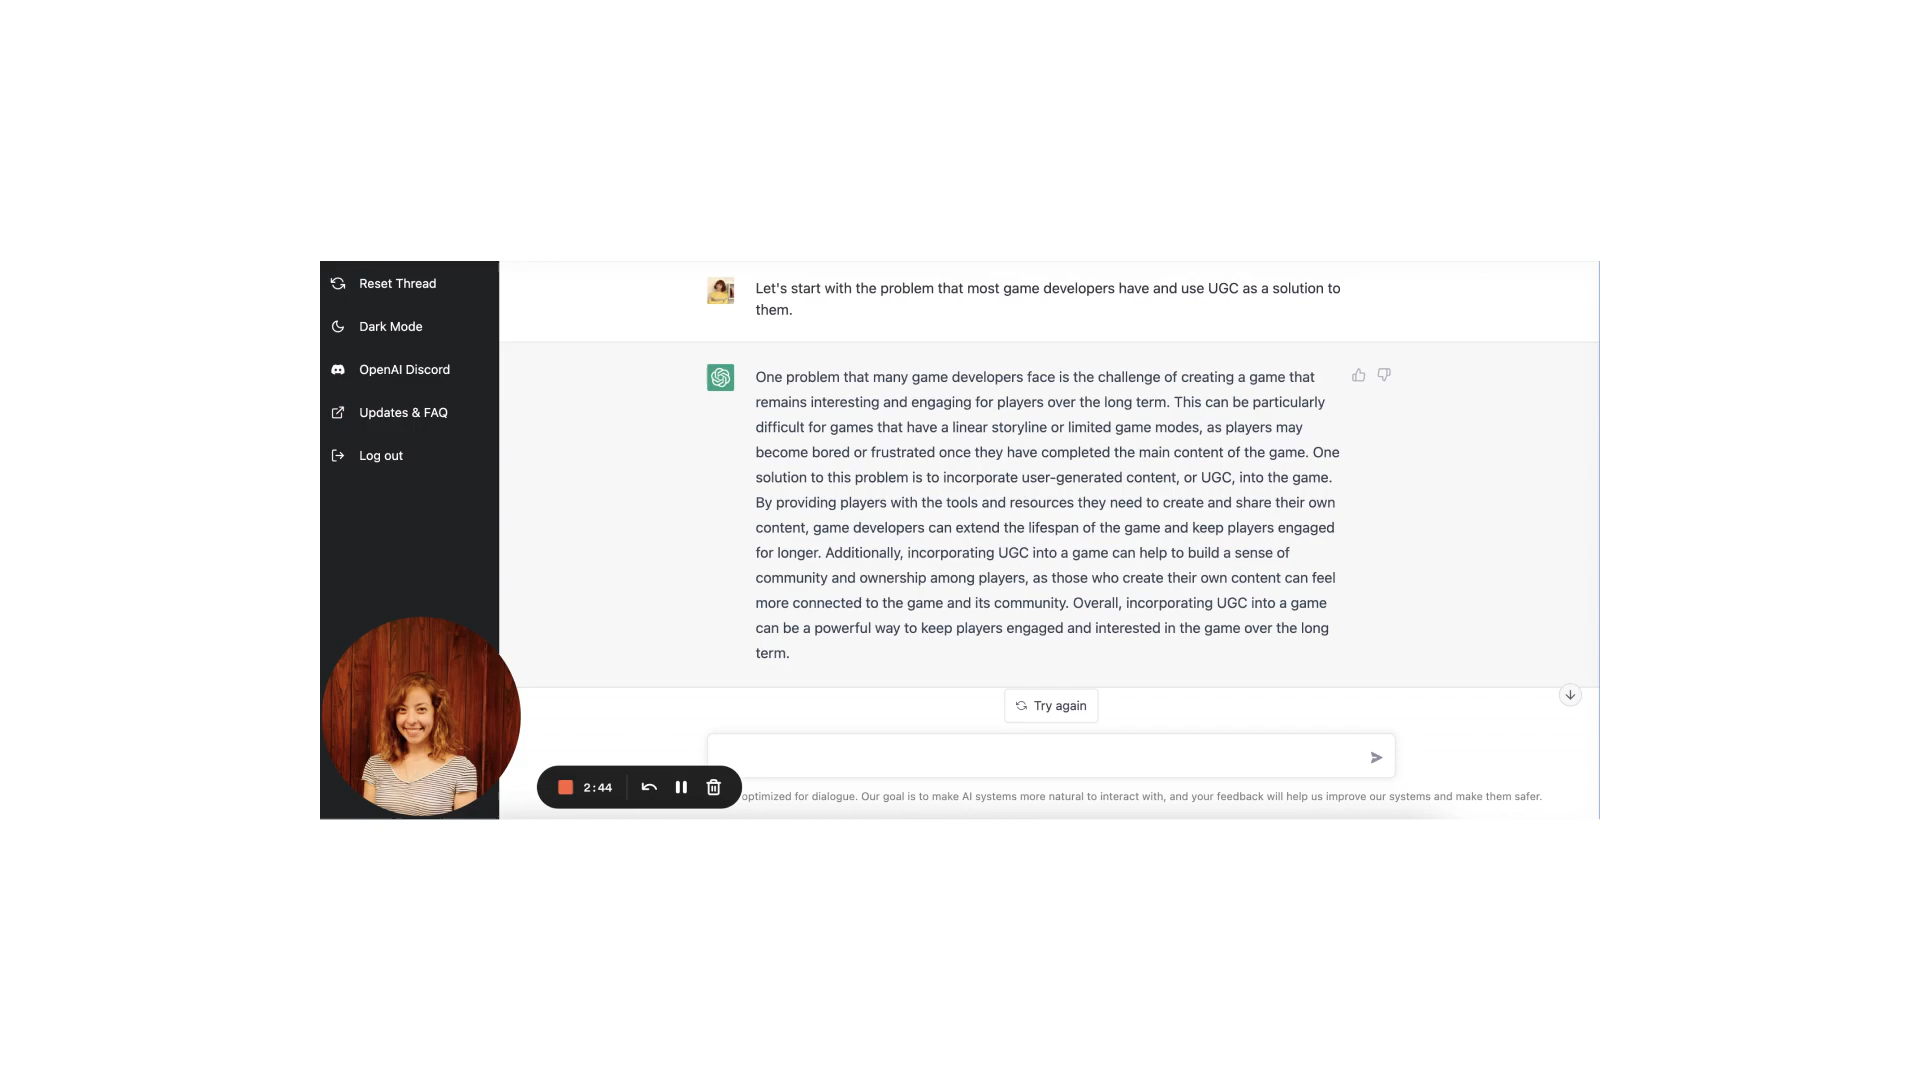 Reset Thread
Dark Mode
OpenAI Discord
Updates & FAQ
Log out
Let's start with the problem that most game developers have and use UGC as a solution to
them.
One problem that many game developers face is the challenge of creating a game that
remains interesting and engaging for players over the long term. This can be particularly
difficult for games that have a linear storyline or limited game modes, as players may
become bored or frustrated once they have completed the main content of the game. One
solution to this problem is to incorporate user-generated content, or UGC, into the game.
By providing players with the tools and resources they need to create and share their own
content, game developers can extend the lifespan of the game and keep players engaged
for longer. Additionally, incorporating UGC into a game can help to build a sense of
community and ownership among players, as those who create their own content can feel
more connected to the game and its community. Overall, incorporating UGC into a game
can be a powerful way to keep players engaged and interested in the game over the long
term.
Try again
2:44
optimized for dialogue. Our goal is to make AI systems more natural to interact with, and your feedback will help us improve our systems and make them safer.